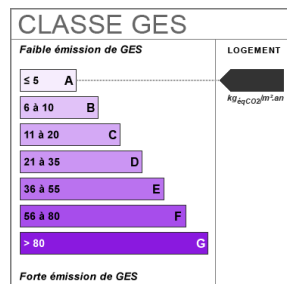 CLASSE GES
Faible émission de GES
LOGEMENT
≤ 5 A
6 à 10 B
kgéqCO2/m².an
11 à 20 C
21 à 35 D
36 à 55 E
56 à 80 F
> 80 G
Forte émission de GES